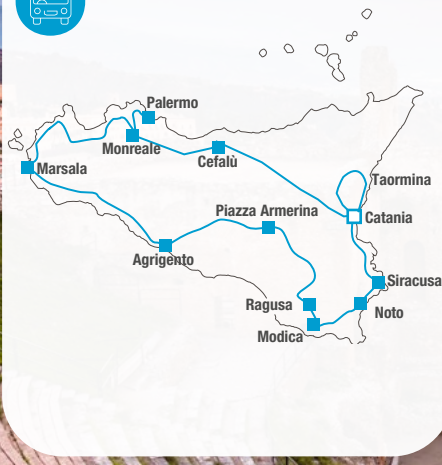 Palermo
Monreale
Cefalù
Marsala
Taormina
Piazza Armerina
Catania
Agrigento
Siracusa
Ragusa
Noto
Modica